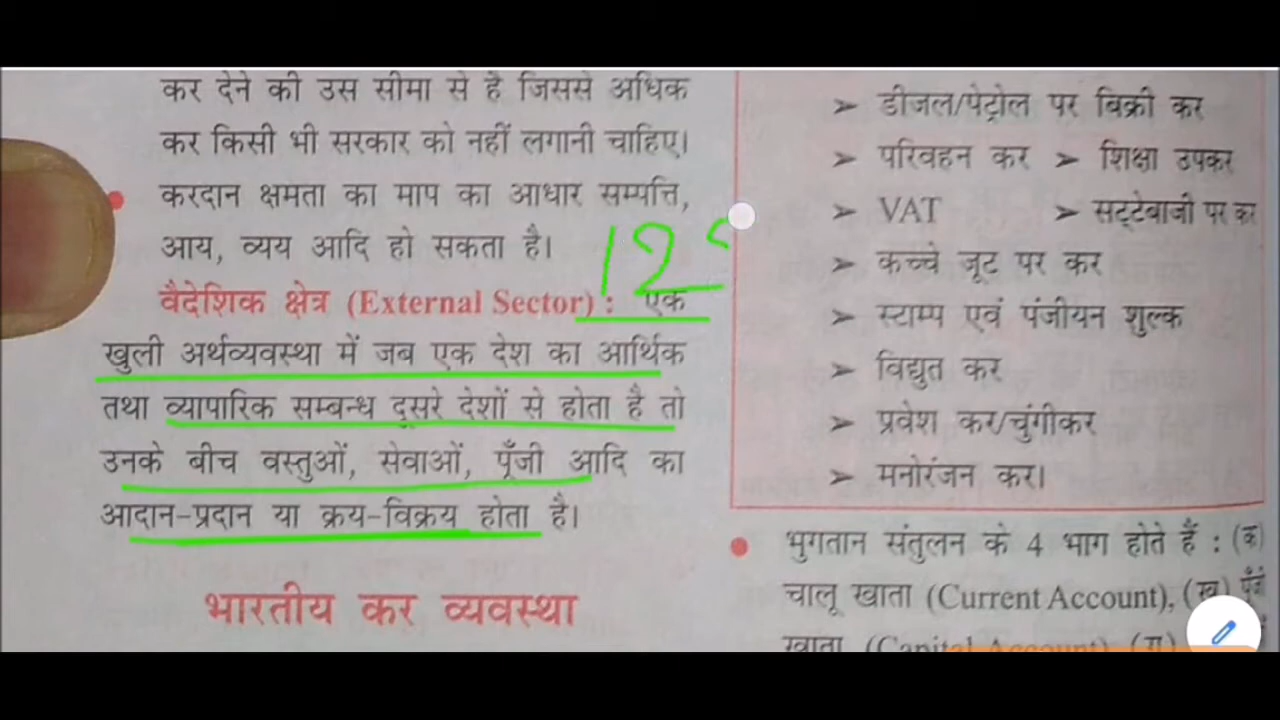 कर देने की उस सीमा से है जिससे अधिक
कर किसी भी सरकार को नहीं लगानी चाहिए।
करदान क्षमता का माप का आधार सम्पत्ति,
आय, व्यय आदि हो सकता है।
12
वैदेशिक क्षेत्र (External Sector) : एक
खुली अर्थव्यवस्था में जब एक देश का आर्थिक
तथा व्यापारिक सम्बन्ध दूसरे देशों से होता है तो
उनके बीच वस्तुओं, सेवाओं, पूँजी आदि का
आदान-प्रदान या क्रय-विक्रय होता है।
भारतीय कर व्यवस्था
➢ डीजल/पेट्रोल पर बिक्री कर
➢ परिवहन कर ➢ शिक्षा उपकर
➢ VAT ➢ सट्टेबाजी पर कर
➢ कच्चे जूट पर कर
➢ स्टाम्प एवं पंजीयन शुल्क
➢ विद्युत कर
➢ प्रवेश कर/चुंगीकर
➢ मनोरंजन कर।
भुगतान संतुलन के 4 भाग होते हैं : (क)
चालू खाता (Current Account), (ख)
खाता (Capital Account) (ग)